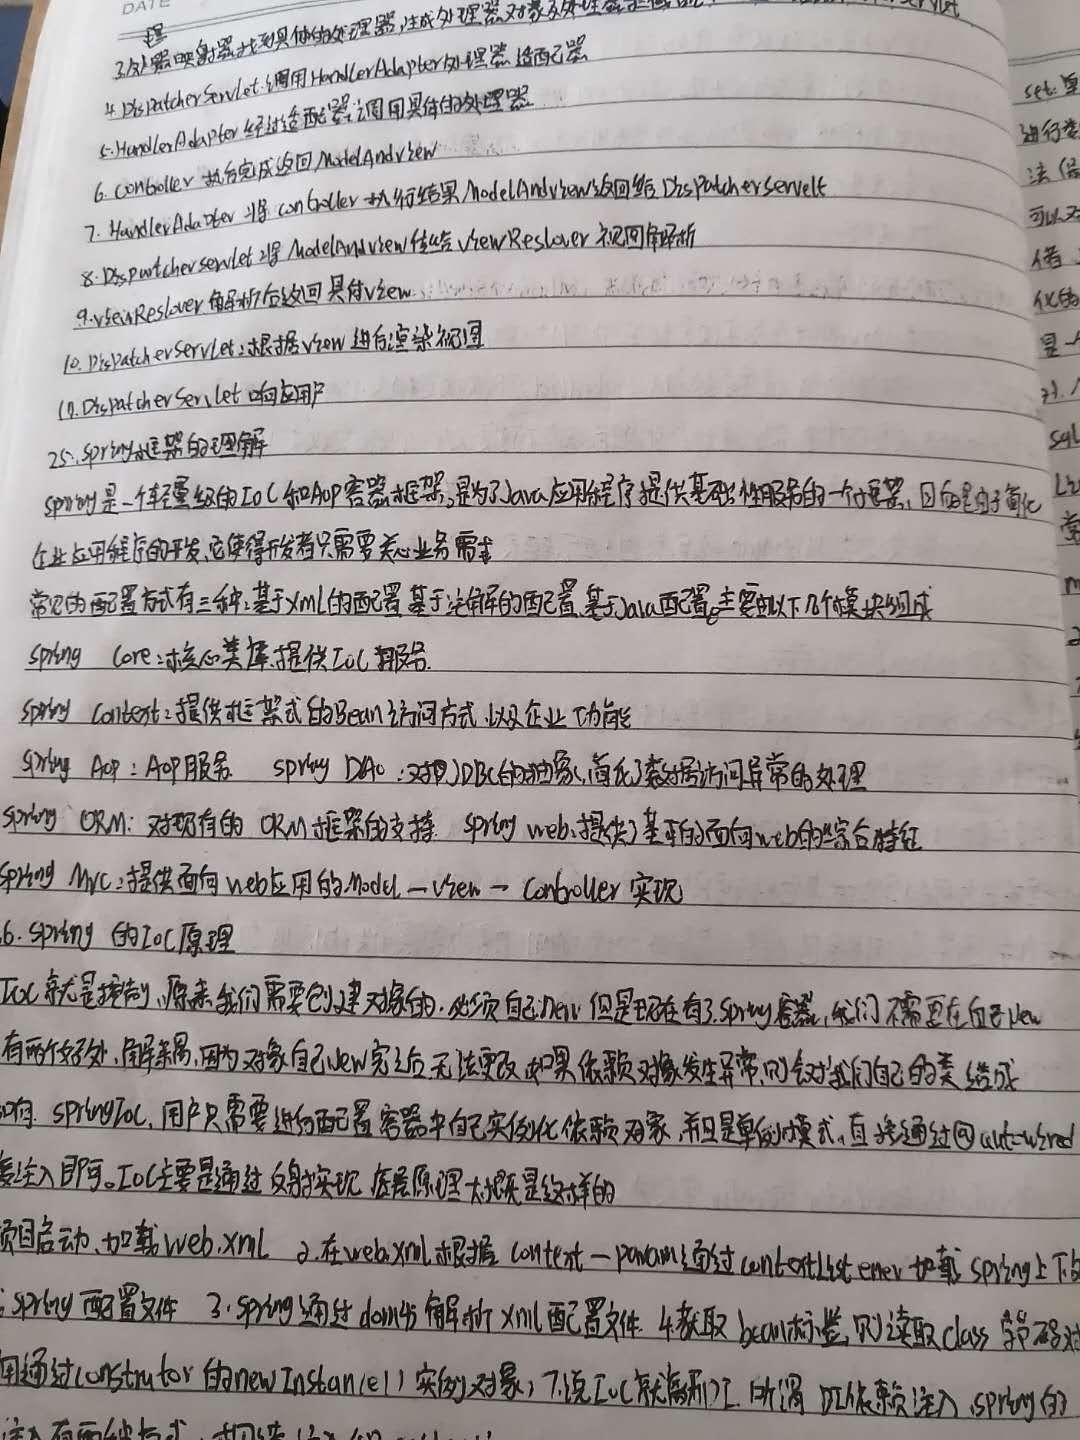 DATE
理
3.处理器映射器找到具体的处理器,生成处理器对象及处理器
4.DispatcherServlet调用HandlerAdapter处理器适配器
5.HandlerAdapter经过适配器调用具体的处理器
6.Controller执行完成返回ModelAndView
7.HandlerAdapter将controller执行结果ModelAndView返回给DispatcherServelt
8.DispatcherServlet将ModelAndView传给ViewReslover视图解析
9.VieiwReslover解析后返回具体View
10.DispatcherServlet:根据View进行渲染视图
11.DispatcherServlet响应用户
25.Spring框架的理解
Spring是一个轻量级的IoC和AOP容器框架,是为了Java应用程序提供基础性服务的一个框架,目的是用于简化
企业应用程序的开发,它使得开发者只需要关心业务需求
常见的配置方式有三种:基于xml的配置 基于注解的配置 基于Java配置。主要由以下几个模块组成
Spring Core:核心类库,提供IoC服务
Spring Context:提供框架式的Bean访问方式,以及企业功能
Spring AOP:AOP服务 Spring DAO:对JDBC的抽象,简化了数据访问异常的处理
Spring ORM:对现有的ORM框架的支持 Spring web:提供了基本的面向web的综合特征
Spring Mvc:提供面向web应用的Model-View-Controller实现
6.Spring的IoC原理
IoC就是控制,原来我们需要创建对象的,必须自己new但是现在有了Spring容器,我们不需要在自己new
有两个好处,解耦,因为对象自己new完之后无法更改 如果依赖对象发生异常,则会对我们自己的类造成
响.SpringIoC,用户只需要进行配置 容器中自己实例化依赖对象,而且是单例模式,直接通过@autowired
注入即可。IoC主要是通过反射实现 底层原理大概是这样的
项目启动,加载web.xml 2.在web.xml根据context-param通过contextListener加载Spring上下
Spring配置文件 3.Spring通过dom4j解析xml配置文件 4.获取bean标签,则读取class字节码对
用通过construtor的newInstance()实例对象,7.说IoC就离不DI 所谓DI依赖注入,Spring的
注入有两种方式
set:
进行
法
可以
借
化的
是一
sql